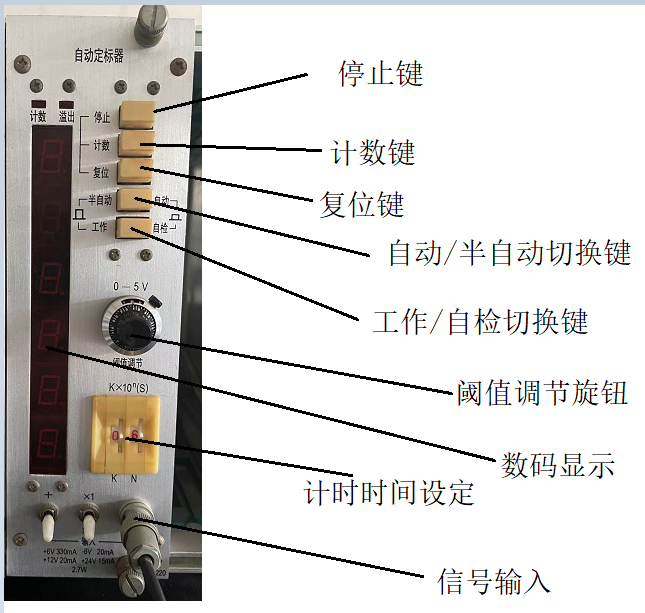 自动定标器
停止键
计数 溢出
停止
计数
计数键
复位
复位键
半自动 自动
自动/半自动切换键
工作 自检
工作/自检切换键
0—5V
阈值调节
阈值调节旋钮
K×10ⁿ(S)
0 6
数码显示
K N
计时时间设定
+ ×1
输入
+6V 330mA -6V 20mA
+12V 20mA +24V 15mA
2.7W 220
信号输入